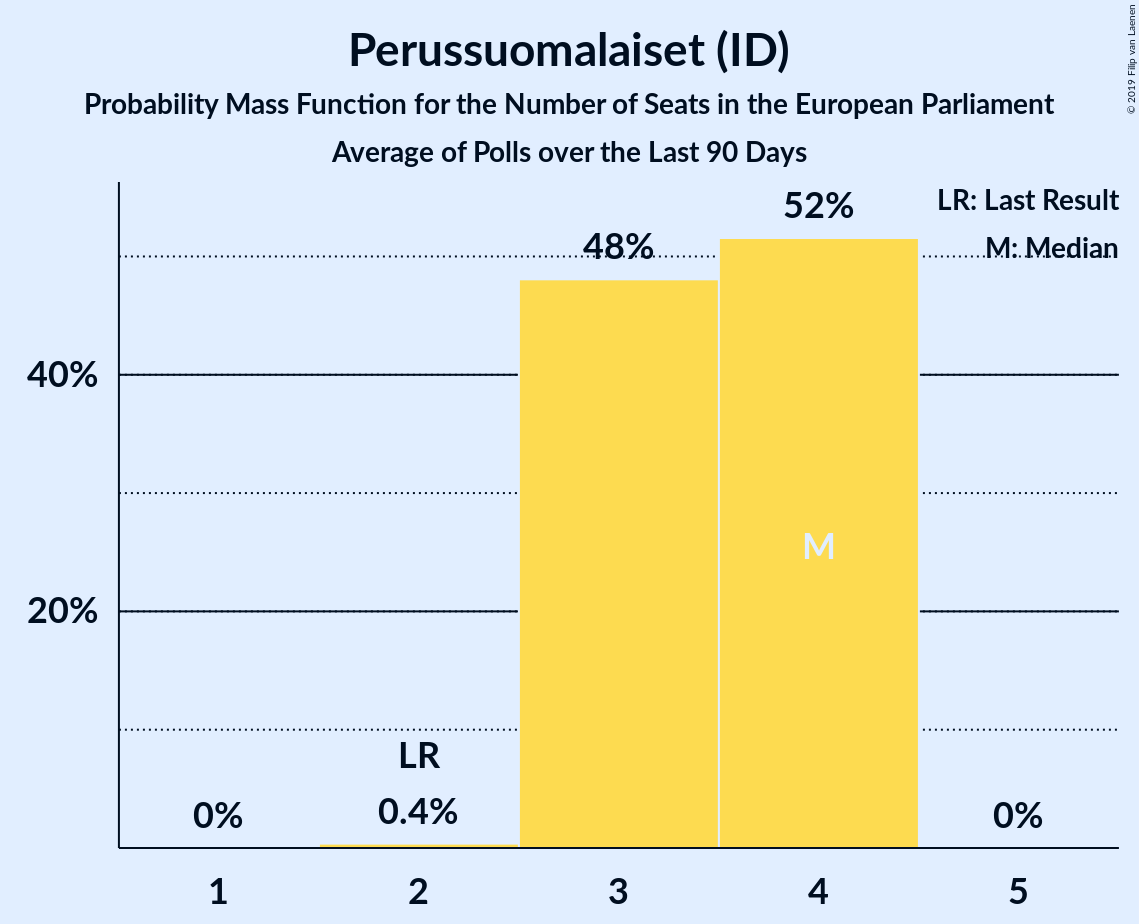 Perussuomalaiset (ID)
Probability Mass Function for the Number of Seats in the European Parliament
Average of Polls over the Last 90 Days
© 2019 Filip van Laenen
LR: Last Result
M: Median
52%
48%
40%
M
20%
LR
0%
0.4%
0%
1
2
3
4
5